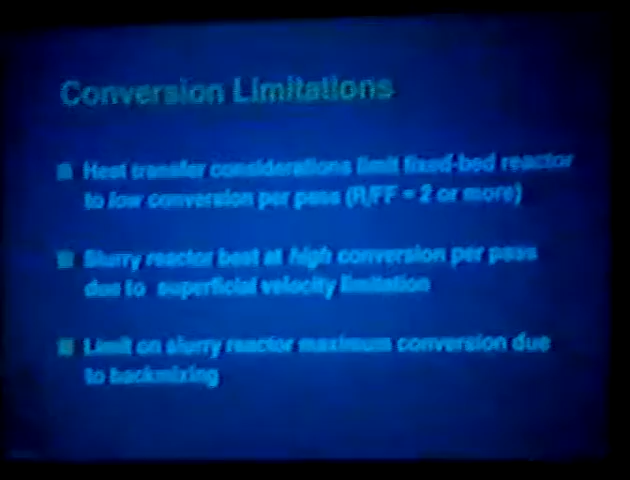 Conversion Limitations
Heat transfer considerations limit fixed-bed reactor
to low conversion per pass (R/FF = 2 or more)
Slurry reactor best at high conversion per pass
due to superficial velocity limitation
Limit on slurry reactor maximum conversion due
to backmixing